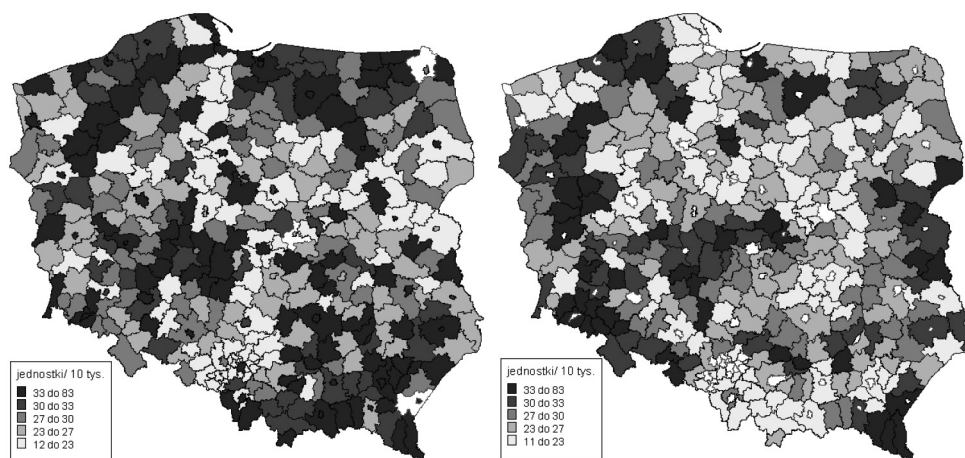 jednostki/ 10 tys.
33 do 83
30 do 33
27 do 30
23 do 27
12 do 23
jednostki/ 10 tys.
33 do 83
30 do 33
27 do 30
23 do 27
11 do 23